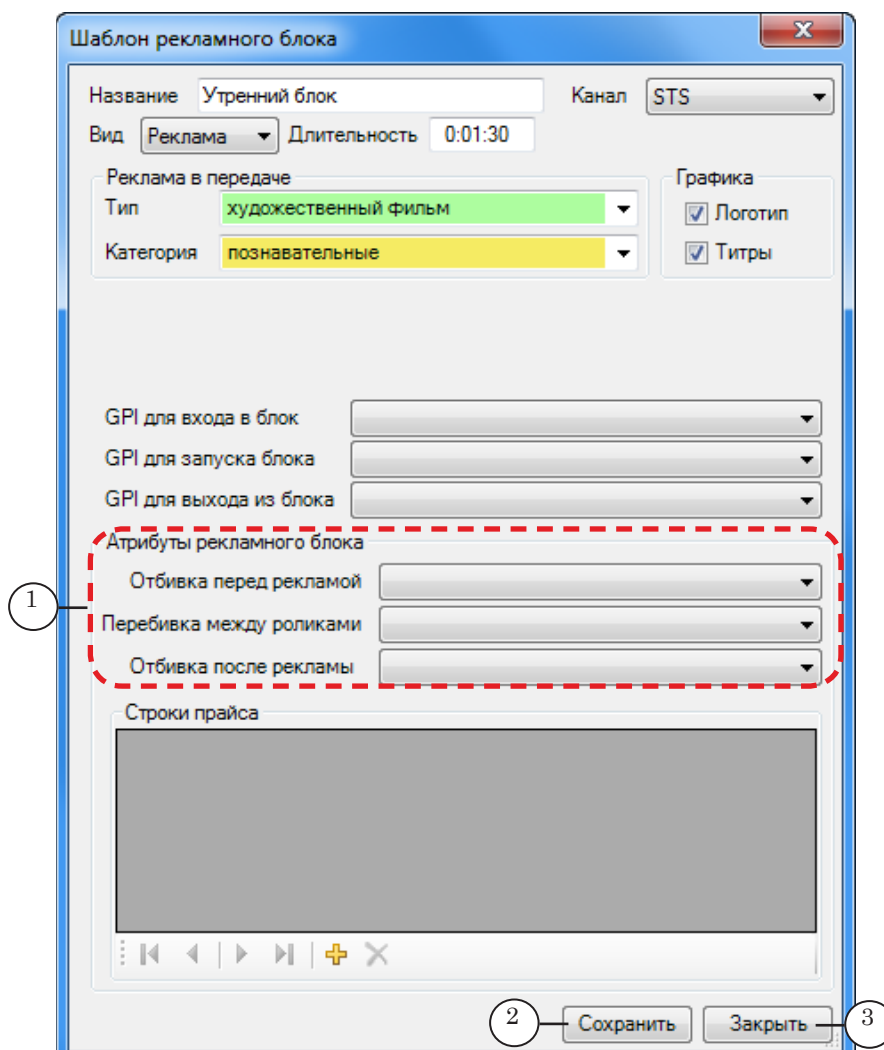 Шаблон рекламного блока
Название Утренний блок Канал STS
Вид Реклама Длительность 0:01:30
Реклама в передаче Графика
Тип художественный фильм Логотип
Категория познавательные Титры
GPI для входа в блок
GPI для запуска блока
GPI для выхода из блока
Атрибуты рекламного блока
Отбивка перед рекламой
1
Перебивка между роликами
Отбивка после рекламы
Строки прайса
2 Сохранить Закрыть 3